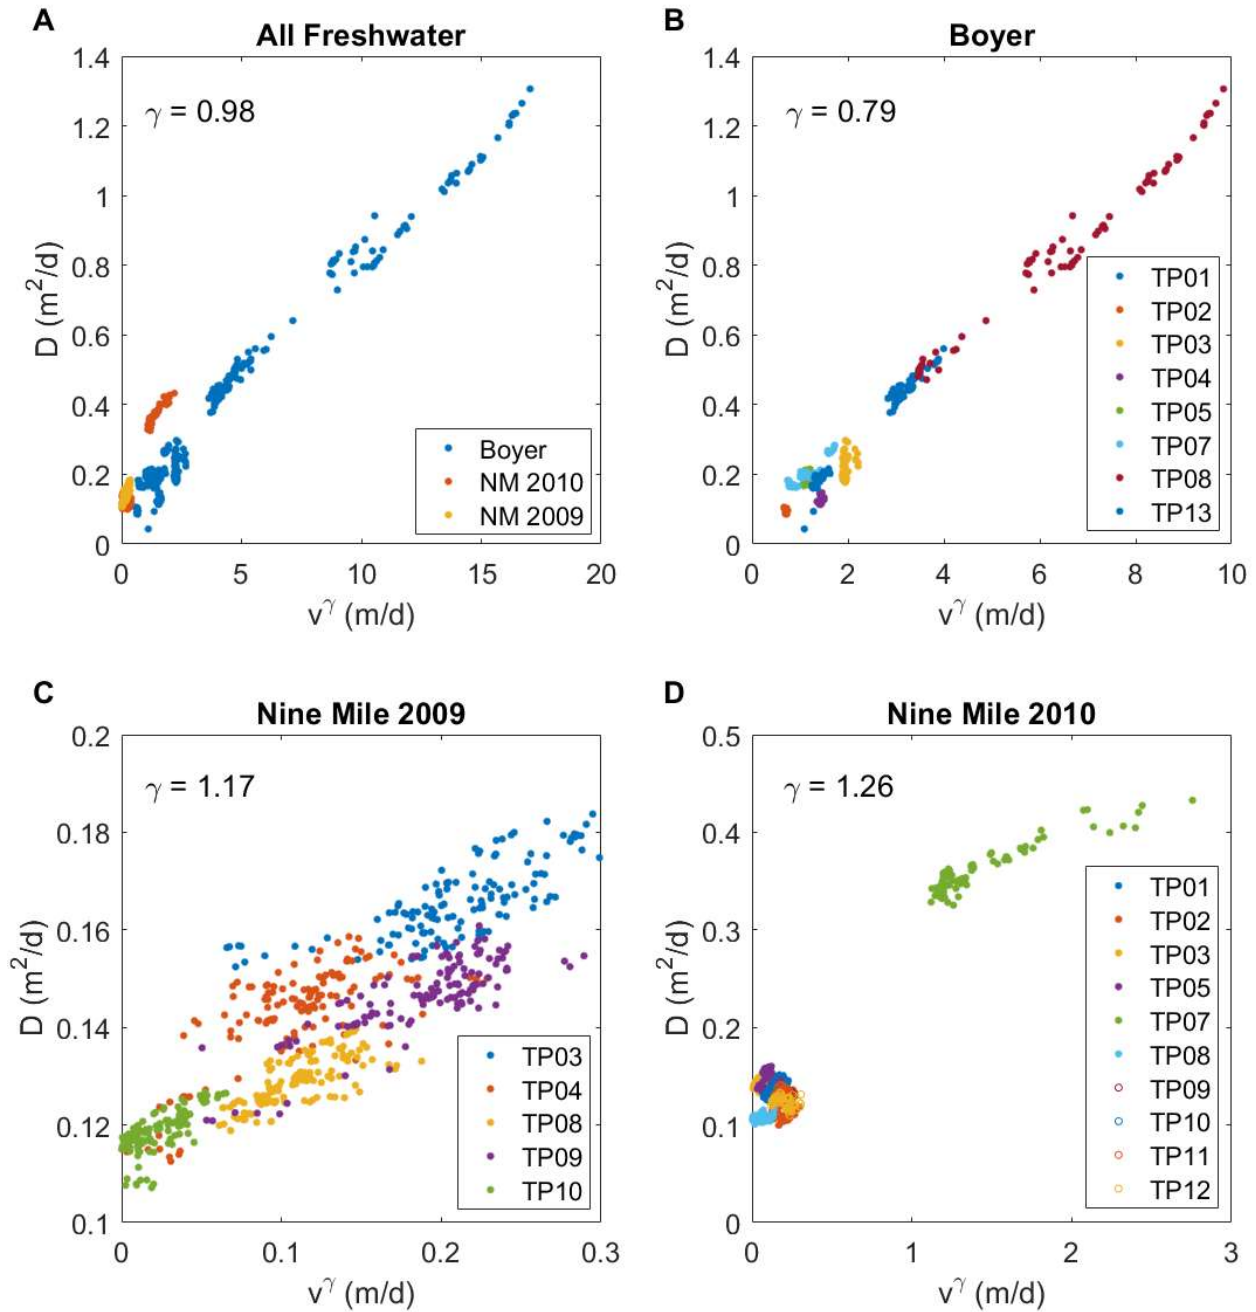 A
All Freshwater
γ = 0.98
1.4
1.2
1
0.8
0.6
0.4
0.2
0
D (m²/d)
Boyer
NM 2010
NM 2009
0 5 10 15 20
v^γ (m/d)
B
Boyer
γ = 0.79
1.4
1.2
1
0.8
0.6
0.4
0.2
0
D (m²/d)
TP01
TP02
TP03
TP04
TP05
TP07
TP08
TP13
0 2 4 6 8 10
v^γ (m/d)
C
Nine Mile 2009
γ = 1.17
0.2
0.18
0.16
0.14
0.12
0.1
D (m²/d)
TP03
TP04
TP08
TP09
TP10
0 0.1 0.2 0.3
v^γ (m/d)
D
Nine Mile 2010
γ = 1.26
0.5
0.4
0.3
0.2
0.1
0
D (m²/d)
TP01
TP02
TP03
TP05
TP07
TP08
TP09
TP10
TP11
TP12
0 1 2 3
v^γ (m/d)